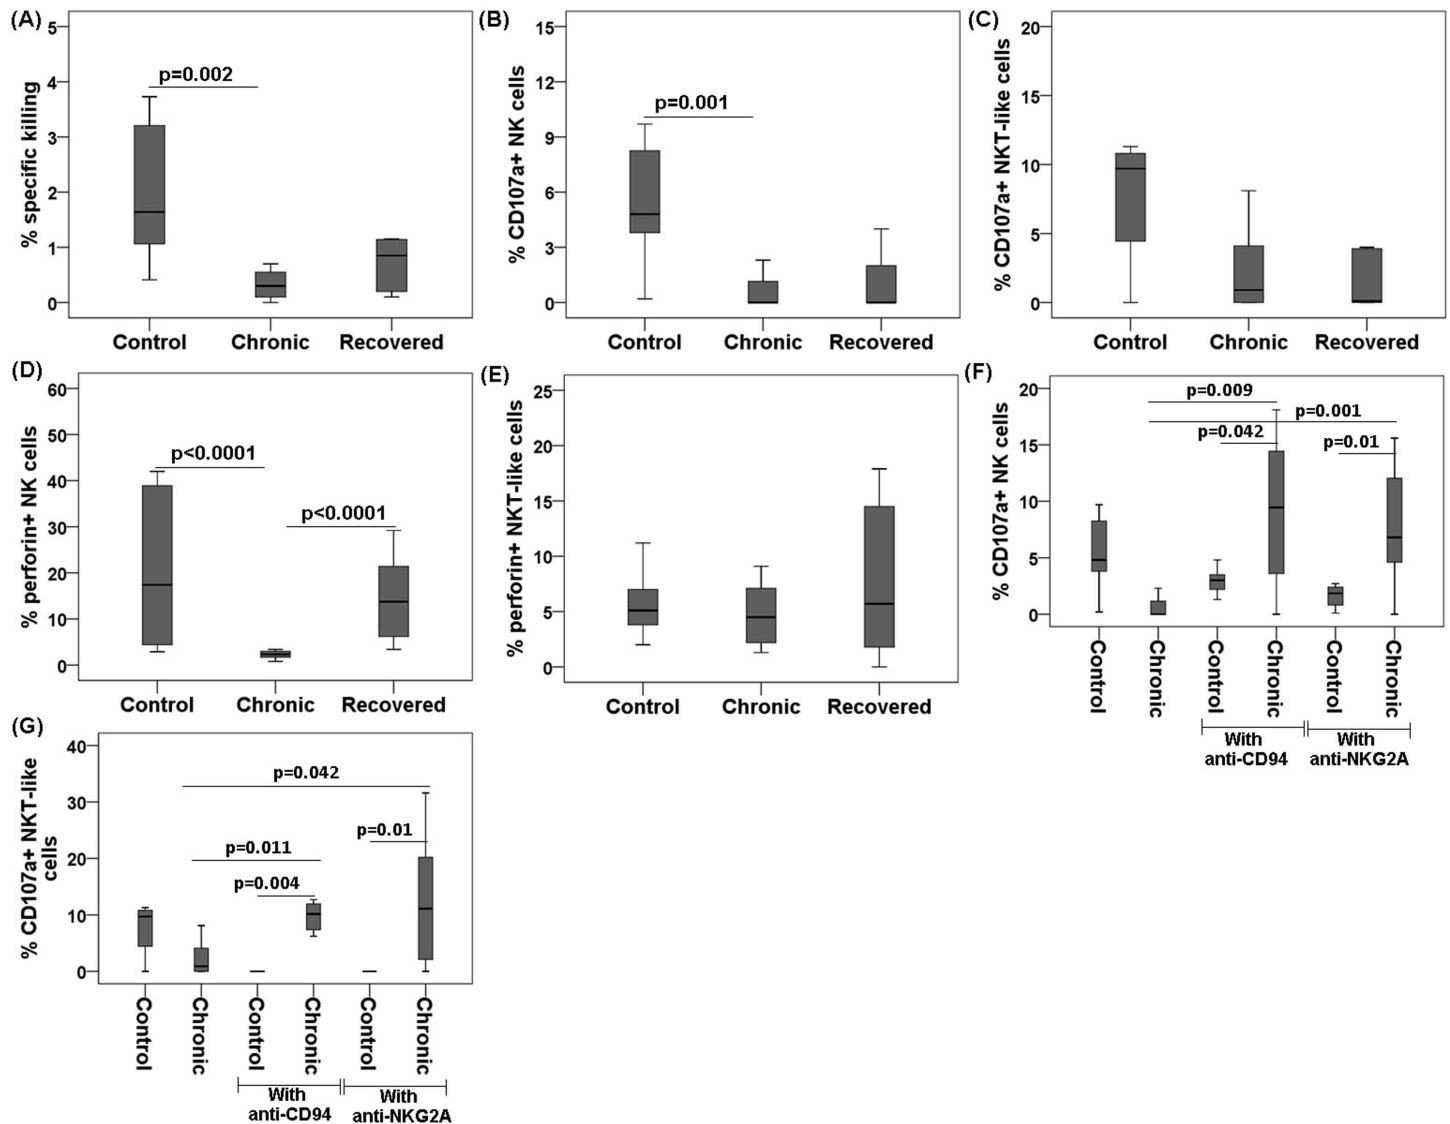 (A)
5
4
3
2
1
0
% specific killing
p=0.002
Control Chronic Recovered
(B)
15
12
9
6
3
0
% CD107a+ NK cells
p=0.001
Control Chronic Recovered
(C)
20
15
10
5
0
% CD107a+ NKT-like cells
Control Chronic Recovered
(D)
60
50
40
30
20
10
0
% perforin+ NK cells
p<0.0001
p<0.0001
Control Chronic Recovered
(E)
25
20
15
10
5
0
% perforin+ NKT-like cells
Control Chronic Recovered
(F)
20
15
10
5
0
% CD107a+ NK cells
p=0.009
p=0.001
p=0.042
p=0.01
Control
Chronic
Control
Chronic
Control
Chronic
With
anti-CD94
With
anti-NKG2A
(G)
40
30
20
10
0
% CD107a+ NKT-like
cells
p=0.042
p=0.01
p=0.011
p=0.004
Control
Chronic
Control
Chronic
Control
Chronic
With
anti-CD94
With
anti-NKG2A